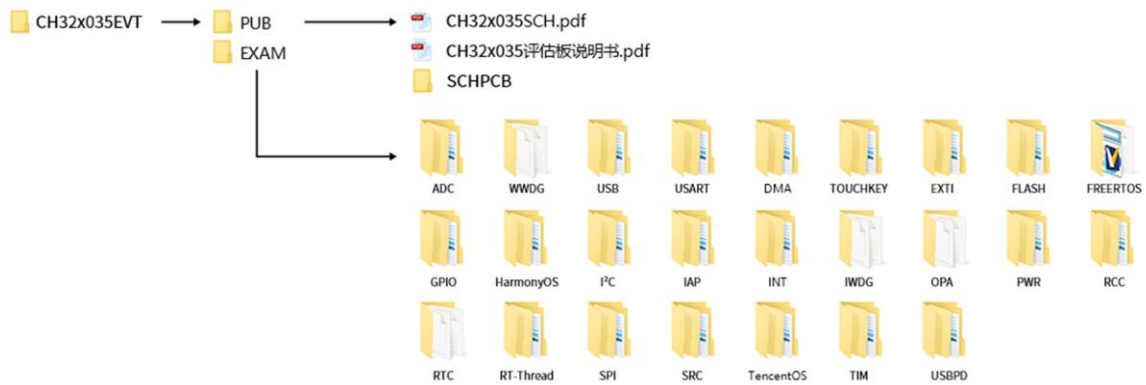 CH32x035EVT
PUB
CH32x035SCH.pdf
EXAM
CH32x035评估板说明书.pdf
SCHPCB
ADC WWDG USB USART DMA TOUCHKEY EXTI FLASH FREERTOS
GPIO HarmonyOS I²C IAP INT IWDG OPA PWR RCC
RTC RT-Thread SPI SRC TencentOS TIM USBPD